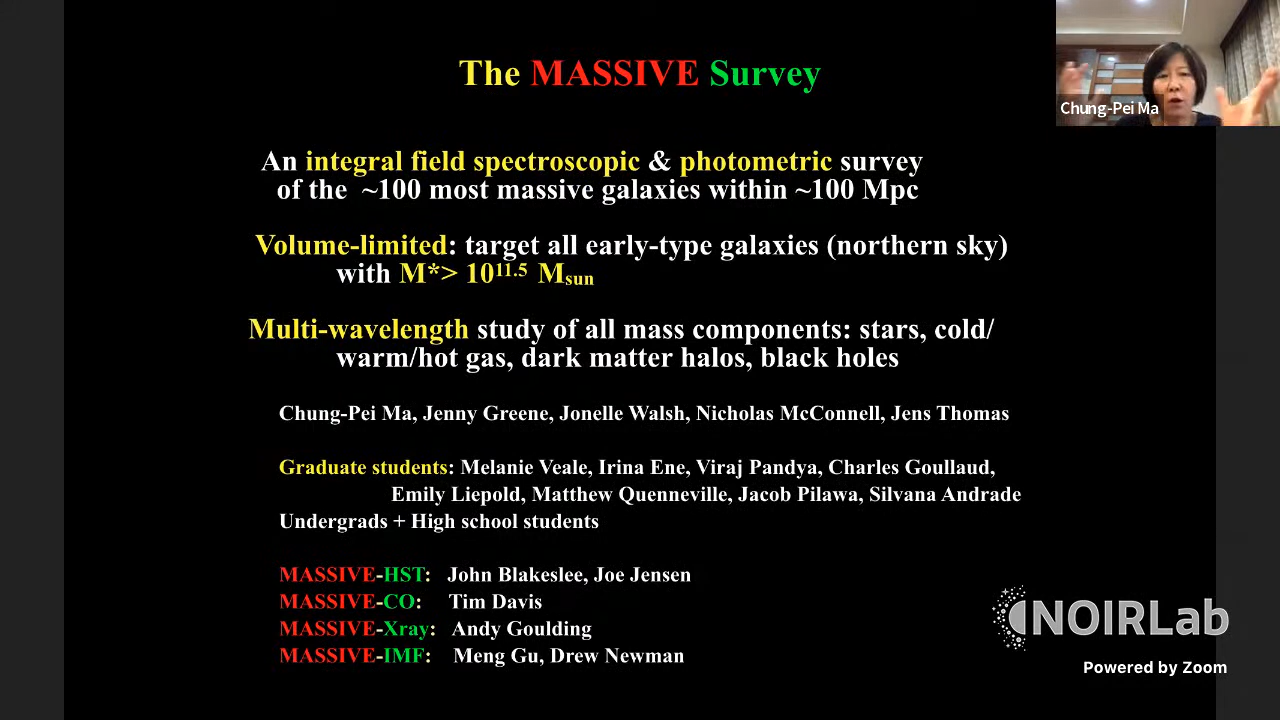 The MASSIVE Survey
Chung-Pei Ma
An integral field spectroscopic & photometric survey
of the ~100 most massive galaxies within ~100 Mpc
Volume-limited: target all early-type galaxies (northern sky)
with M*> 10^11.5 Msun
Multi-wavelength study of all mass components: stars, cold/
warm/hot gas, dark matter halos, black holes
Chung-Pei Ma, Jenny Greene, Jonelle Walsh, Nicholas McConnell, Jens Thomas
Graduate students: Melanie Veale, Irina Ene, Viraj Pandya, Charles Goullaud,
Emily Liepold, Matthew Quenneville, Jacob Pilawa, Silvana Andrade
Undergrads + High school students
MASSIVE-HST: John Blakeslee, Joe Jensen
MASSIVE-CO: Tim Davis
MASSIVE-Xray: Andy Goulding
MASSIVE-IMF: Meng Gu, Drew Newman
NOIRLab
Powered by Zoom